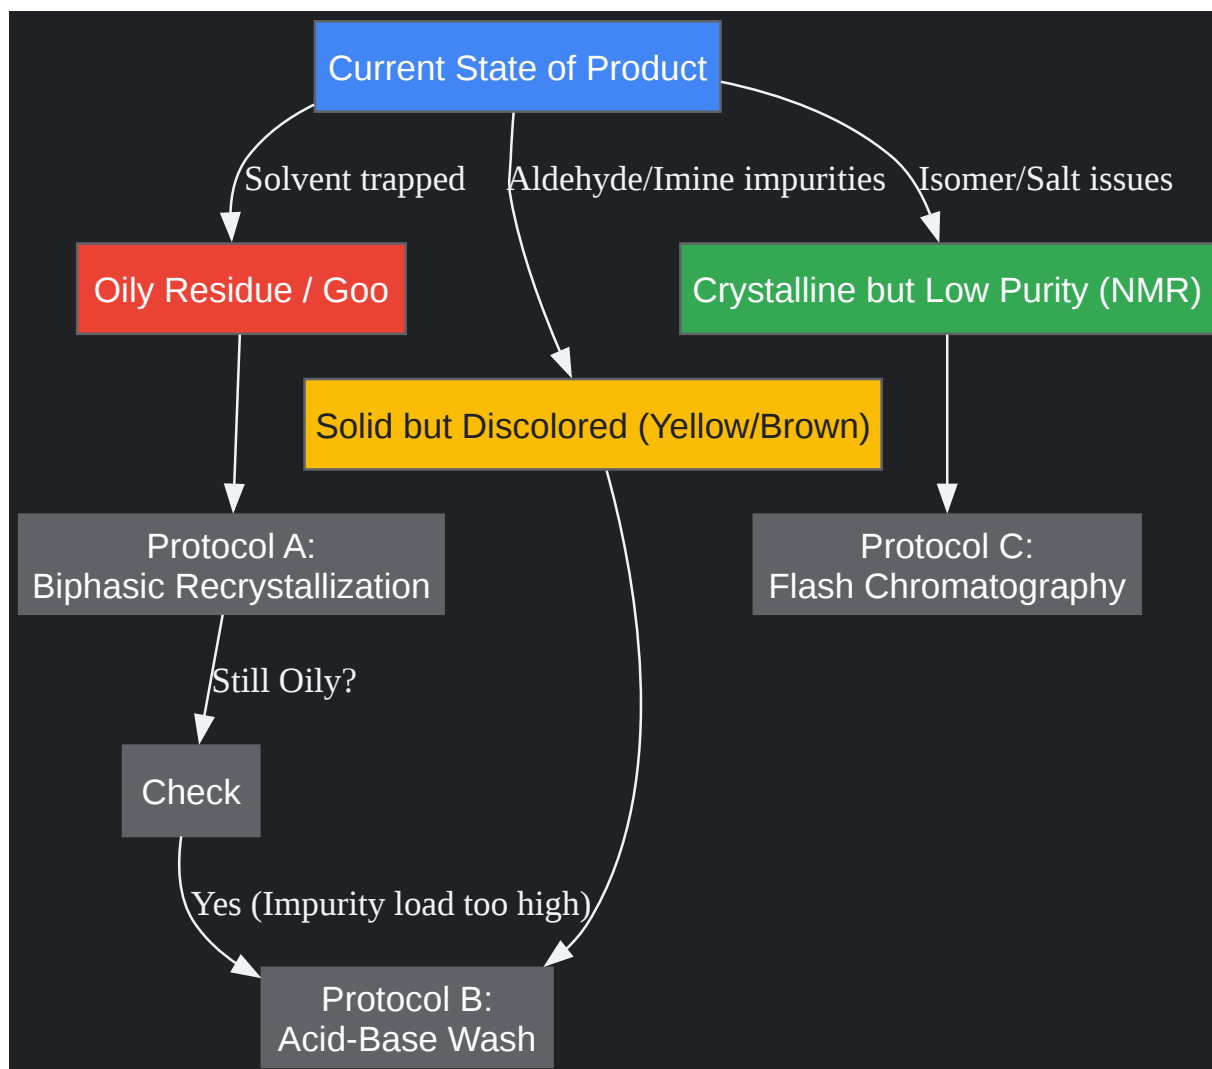 Current State of Product
Solvent trapped
Aldehyde/Imine impurities
Isomer/Salt issues
Oily Residue / Goo
Crystalline but Low Purity (NMR)
Solid but Discolored (Yellow/Brown)
Protocol A:
Biphasic Recrystallization
Protocol C:
Flash Chromatography
Still Oily?
Check
Yes (Impurity load too high)
Protocol B:
Acid-Base Wash